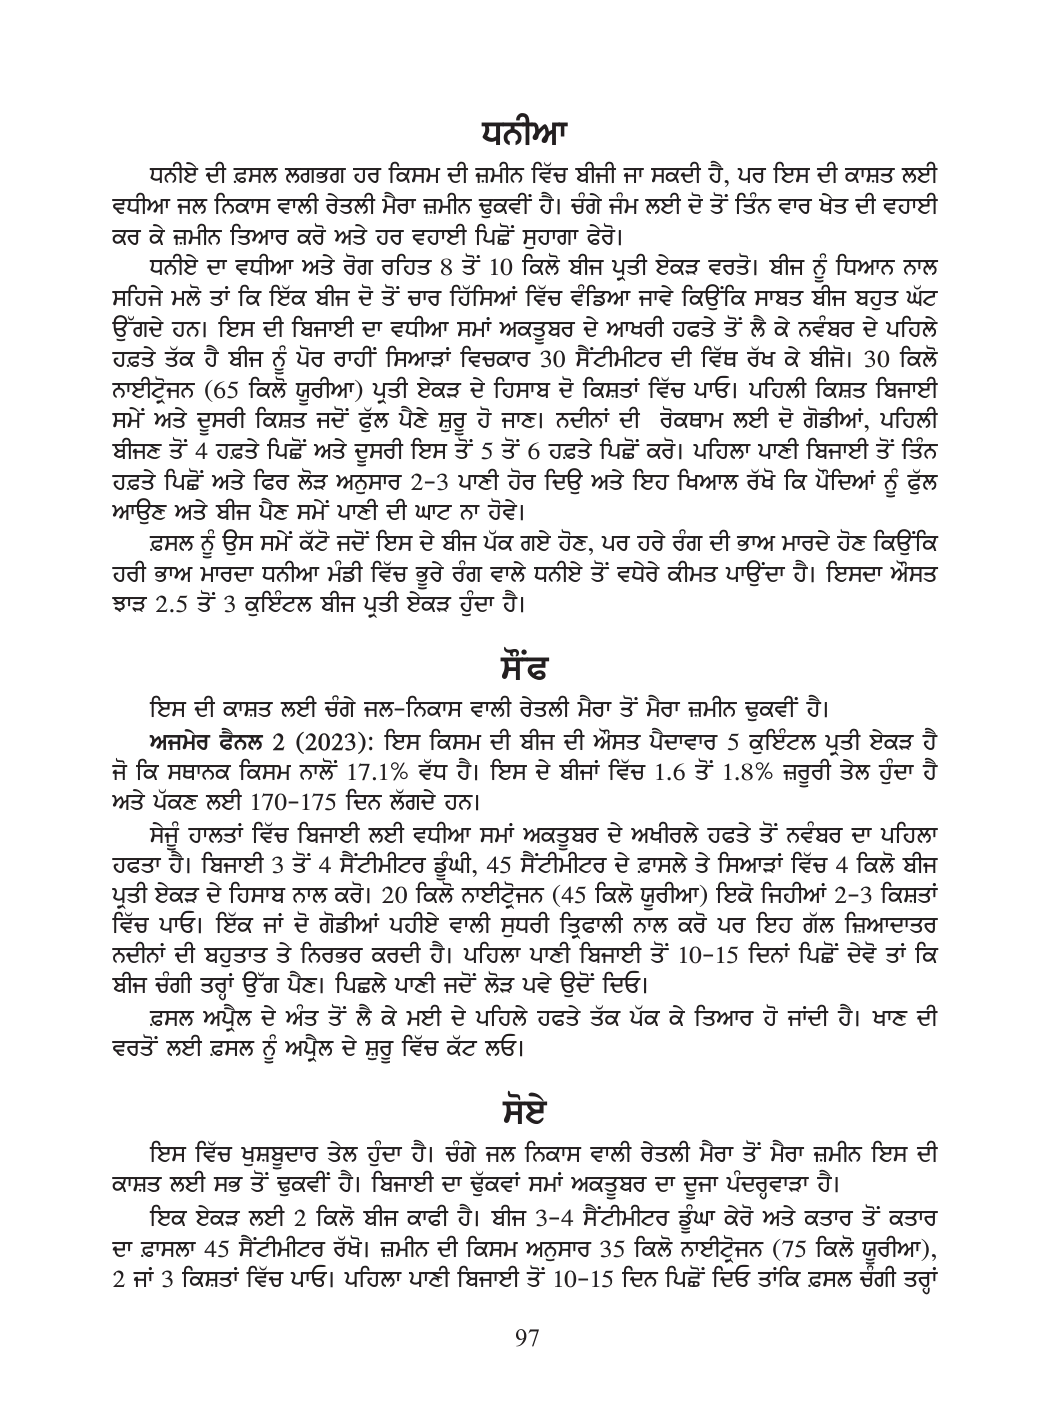 ਧਨੀਆ
ਧਨੀਏ ਦੀ ਫ਼ਸਲ ਲਗਭਗ ਹਰ ਕਿਸਮ ਦੀ ਜ਼ਮੀਨ ਵਿੱਚ ਬੀਜੀ ਜਾ ਸਕਦੀ ਹੈ, ਪਰ ਇਸ ਦੀ ਕਾਸ਼ਤ ਲਈ
ਵਧੀਆ ਜਲ ਨਿਕਾਸ ਵਾਲੀ ਰੇਤਲੀ ਮੈਰਾ ਜ਼ਮੀਨ ਢੁਕਵੀਂ ਹੈ। ਚੰਗੇ ਜੰਮ ਲਈ ਦੋ ਤੋਂ ਤਿੰਨ ਵਾਰ ਖੇਤ ਦੀ ਵਹਾਈ
ਕਰ ਕੇ ਜ਼ਮੀਨ ਤਿਆਰ ਕਰੋ ਅਤੇ ਹਰ ਵਹਾਈ ਪਿਛੋਂ ਸੁਹਾਗਾ ਫੇਰੋ।
ਧਨੀਏ ਦਾ ਵਧੀਆ ਅਤੇ ਰੋਗ ਰਹਿਤ 8 ਤੋਂ 10 ਕਿਲੋ ਬੀਜ ਪ੍ਰਤੀ ਏਕੜ ਵਰਤੋ। ਬੀਜ ਨੂੰ ਧਿਆਨ ਨਾਲ
ਸਹਿਜੇ ਮਲੋ ਤਾਂ ਕਿ ਇੱਕ ਬੀਜ ਦੋ ਤੋਂ ਚਾਰ ਹਿੱਸਿਆਂ ਵਿੱਚ ਵੰਡਿਆ ਜਾਵੇ ਕਿਉਂਕਿ ਸਾਬਤ ਬੀਜ ਬਹੁਤ ਘੱਟ
ਉੱਗਦੇ ਹਨ। ਇਸ ਦੀ ਬਿਜਾਈ ਦਾ ਵਧੀਆ ਸਮਾਂ ਅਕਤੂਬਰ ਦੇ ਆਖਰੀ ਹਫਤੇ ਤੋਂ ਲੈ ਕੇ ਨਵੰਬਰ ਦੇ ਪਹਿਲੇ
ਹਫ਼ਤੇ ਤੱਕ ਹੈ ਬੀਜ ਨੂੰ ਪੋਰ ਰਾਹੀਂ ਸਿਆੜਾਂ ਵਿਚਕਾਰ 30 ਸੈਂਟੀਮੀਟਰ ਦੀ ਵਿੱਥ ਰੱਖ ਕੇ ਬੀਜੋ। 30 ਕਿਲੋ
ਨਾਈਟ੍ਰੋਜਨ (65 ਕਿਲੋ ਯੂਰੀਆ) ਪ੍ਰਤੀ ਏਕੜ ਦੇ ਹਿਸਾਬ ਦੋ ਕਿਸ਼ਤਾਂ ਵਿੱਚ ਪਾਓ। ਪਹਿਲੀ ਕਿਸ਼ਤ ਬਿਜਾਈ
ਸਮੇਂ ਅਤੇ ਦੂਸਰੀ ਕਿਸ਼ਤ ਜਦੋਂ ਫੁੱਲ ਪੈਣੇ ਸ਼ੁਰੂ ਹੋ ਜਾਣ। ਨਦੀਨਾਂ ਦੀ ਰੋਕਥਾਮ ਲਈ ਦੋ ਗੋਡੀਆਂ, ਪਹਿਲੀ
ਬੀਜਣ ਤੋਂ 4 ਹਫ਼ਤੇ ਪਿਛੋਂ ਅਤੇ ਦੂਸਰੀ ਇਸ ਤੋਂ 5 ਤੋਂ 6 ਹਫ਼ਤੇ ਪਿਛੋਂ ਕਰੋ। ਪਹਿਲਾ ਪਾਣੀ ਬਿਜਾਈ ਤੋਂ ਤਿੰਨ
ਹਫ਼ਤੇ ਪਿਛੋਂ ਅਤੇ ਫਿਰ ਲੋੜ ਅਨੁਸਾਰ 2-3 ਪਾਣੀ ਹੋਰ ਦਿਉ ਅਤੇ ਇਹ ਖਿਆਲ ਰੱਖੋ ਕਿ ਪੌਦਿਆਂ ਨੂੰ ਫੁੱਲ
ਆਉਣ ਅਤੇ ਬੀਜ ਪੈਣ ਸਮੇਂ ਪਾਣੀ ਦੀ ਘਾਟ ਨਾ ਹੋਵੇ।
ਫ਼ਸਲ ਨੂੰ ਉਸ ਸਮੇਂ ਕੱਟੋ ਜਦੋਂ ਇਸ ਦੇ ਬੀਜ ਪੱਕ ਗਏ ਹੋਣ, ਪਰ ਹਰੇ ਰੰਗ ਦੀ ਭਾਅ ਮਾਰਦੇ ਹੋਣ ਕਿਉਂਕਿ
ਹਰੀ ਭਾਅ ਮਾਰਦਾ ਧਨੀਆ ਮੰਡੀ ਵਿੱਚ ਭੂਰੇ ਰੰਗ ਵਾਲੇ ਧਨੀਏ ਤੋਂ ਵਧੇਰੇ ਕੀਮਤ ਪਾਉਂਦਾ ਹੈ। ਇਸਦਾ ਔਸਤ
ਝਾੜ 2.5 ਤੋਂ 3 ਕੁਇੰਟਲ ਬੀਜ ਪ੍ਰਤੀ ਏਕੜ ਹੁੰਦਾ ਹੈ।
ਸੌਂਫ
ਇਸ ਦੀ ਕਾਸ਼ਤ ਲਈ ਚੰਗੇ ਜਲ-ਨਿਕਾਸ ਵਾਲੀ ਰੇਤਲੀ ਮੈਰਾ ਤੋਂ ਮੈਰਾ ਜ਼ਮੀਨ ਢੁਕਵੀਂ ਹੈ।
ਅਜਮੇਰ ਫੈਨਲ 2 (2023): ਇਸ ਕਿਸਮ ਦੀ ਬੀਜ ਦੀ ਔਸਤ ਪੈਦਾਵਾਰ 5 ਕੁਇੰਟਲ ਪ੍ਰਤੀ ਏਕੜ ਹੈ
ਜੋ ਕਿ ਸਥਾਨਕ ਕਿਸਮ ਨਾਲੋਂ 17.1% ਵੱਧ ਹੈ। ਇਸ ਦੇ ਬੀਜਾਂ ਵਿੱਚ 1.6 ਤੋਂ 1.8% ਜ਼ਰੂਰੀ ਤੇਲ ਹੁੰਦਾ ਹੈ
ਅਤੇ ਪੱਕਣ ਲਈ 170-175 ਦਿਨ ਲੱਗਦੇ ਹਨ।
ਸੇਜੂੰ ਹਾਲਤਾਂ ਵਿੱਚ ਬਿਜਾਈ ਲਈ ਵਧੀਆ ਸਮਾਂ ਅਕਤੂਬਰ ਦੇ ਅਖੀਰਲੇ ਹਫਤੇ ਤੋਂ ਨਵੰਬਰ ਦਾ ਪਹਿਲਾ
ਹਫਤਾ ਹੈ। ਬਿਜਾਈ 3 ਤੋਂ 4 ਸੈਂਟੀਮੀਟਰ ਡੂੰਘੀ, 45 ਸੈਂਟੀਮੀਟਰ ਦੇ ਫ਼ਾਸਲੇ ਤੇ ਸਿਆੜਾਂ ਵਿੱਚ 4 ਕਿਲੋ ਬੀਜ
ਪ੍ਰਤੀ ਏਕੜ ਦੇ ਹਿਸਾਬ ਨਾਲ ਕਰੋ। 20 ਕਿਲੋ ਨਾਈਟ੍ਰੋਜਨ (45 ਕਿਲੋ ਯੂਰੀਆ) ਇਕੋ ਜਿਹੀਆਂ 2-3 ਕਿਸ਼ਤਾਂ
ਵਿੱਚ ਪਾਓ। ਇੱਕ ਜਾਂ ਦੋ ਗੋਡੀਆਂ ਪਹੀਏ ਵਾਲੀ ਸੁਧਰੀ ਤ੍ਰਿਫਾਲੀ ਨਾਲ ਕਰੋ ਪਰ ਇਹ ਗੱਲ ਜ਼ਿਆਦਾਤਰ
ਨਦੀਨਾਂ ਦੀ ਬਹੁਤਾਤ ਤੇ ਨਿਰਭਰ ਕਰਦੀ ਹੈ। ਪਹਿਲਾ ਪਾਣੀ ਬਿਜਾਈ ਤੋਂ 10-15 ਦਿਨਾਂ ਪਿਛੋਂ ਦੇਵੋ ਤਾਂ ਕਿ
ਬੀਜ ਚੰਗੀ ਤਰ੍ਹਾਂ ਉੱਗ ਪੈਣ। ਪਿਛਲੇ ਪਾਣੀ ਜਦੋਂ ਲੋੜ ਪਵੇ ਉਦੋਂ ਦਿਓ।
ਫ਼ਸਲ ਅਪ੍ਰੈਲ ਦੇ ਅੰਤ ਤੋਂ ਲੈ ਕੇ ਮਈ ਦੇ ਪਹਿਲੇ ਹਫਤੇ ਤੱਕ ਪੱਕ ਕੇ ਤਿਆਰ ਹੋ ਜਾਂਦੀ ਹੈ। ਖਾਣ ਦੀ
ਵਰਤੋਂ ਲਈ ਫ਼ਸਲ ਨੂੰ ਅਪ੍ਰੈਲ ਦੇ ਸ਼ੁਰੂ ਵਿੱਚ ਕੱਟ ਲਓ।
ਸੋਏ
ਇਸ ਵਿੱਚ ਖੁਸ਼ਬੂਦਾਰ ਤੇਲ ਹੁੰਦਾ ਹੈ। ਚੰਗੇ ਜਲ ਨਿਕਾਸ ਵਾਲੀ ਰੇਤਲੀ ਮੈਰਾ ਤੋਂ ਮੈਰਾ ਜ਼ਮੀਨ ਇਸ ਦੀ
ਕਾਸ਼ਤ ਲਈ ਸਭ ਤੋਂ ਢੁਕਵੀਂ ਹੈ। ਬਿਜਾਈ ਦਾ ਢੁੱਕਵਾਂ ਸਮਾਂ ਅਕਤੂਬਰ ਦਾ ਦੂਜਾ ਪੰਦਰ੍ਹਵਾੜਾ ਹੈ।
ਇਕ ਏਕੜ ਲਈ 2 ਕਿਲੋ ਬੀਜ ਕਾਫੀ ਹੈ। ਬੀਜ 3-4 ਸੈਂਟੀਮੀਟਰ ਡੂੰਘਾ ਕੇਰੋ ਅਤੇ ਕਤਾਰ ਤੋਂ ਕਤਾਰ
ਦਾ ਫ਼ਾਸਲਾ 45 ਸੈਂਟੀਮੀਟਰ ਰੱਖੋ। ਜ਼ਮੀਨ ਦੀ ਕਿਸਮ ਅਨੁਸਾਰ 35 ਕਿਲੋ ਨਾਈਟ੍ਰੋਜਨ (75 ਕਿਲੋ ਯੂਰੀਆ),
2 ਜਾਂ 3 ਕਿਸ਼ਤਾਂ ਵਿੱਚ ਪਾਓ। ਪਹਿਲਾ ਪਾਣੀ ਬਿਜਾਈ ਤੋਂ 10-15 ਦਿਨ ਪਿਛੋਂ ਦਿਓ ਤਾਂਕਿ ਫ਼ਸਲ ਚੰਗੀ ਤਰ੍ਹਾਂ
97